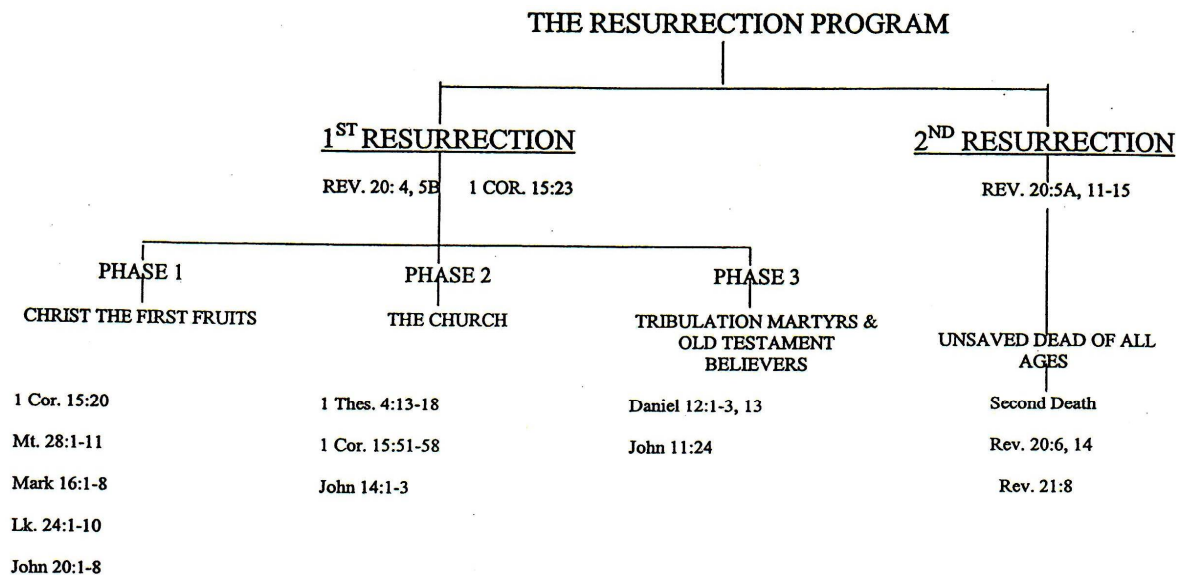 THE RESURRECTION PROGRAM
1ST RESURRECTION
REV. 20: 4, 5B 1 COR. 15:23
PHASE 1
CHRIST THE FIRST FRUITS
1 Cor. 15:20
Mt. 28:1-11
Mark 16:1-8
Lk. 24:1-10
John 20:1-8
PHASE 2
THE CHURCH
1 Thes. 4:13-18
1 Cor. 15:51-58
John 14:1-3
PHASE 3
TRIBULATION MARTYRS &
OLD TESTAMENT
BELIEVERS
Daniel 12:1-3, 13
John 11:24
2ND RESURRECTION
REV. 20:5A, 11-15
UNSAVED DEAD OF ALL
AGES
Second Death
Rev. 20:6, 14
Rev. 21:8